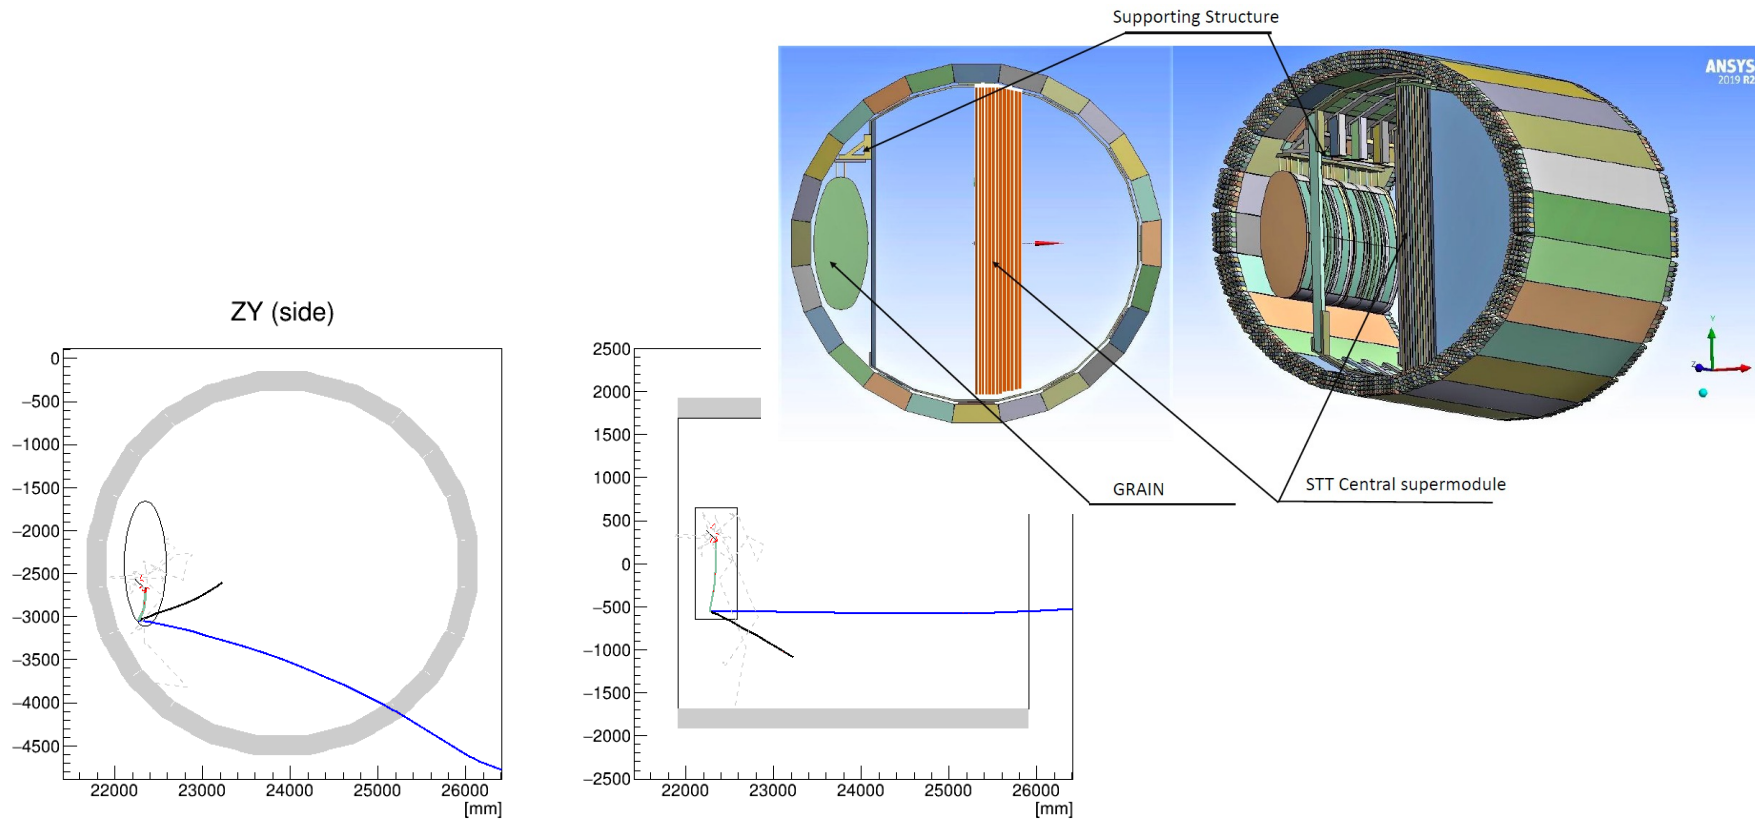 Supporting Structure
ANSYS
2019 R2
Y
Z
GRAIN
STT Central supermodule
ZY (side)
0
−500
−1000
−1500
−2000
−2500
−3000
−3500
−4000
−4500
22000 23000 24000 25000 26000
[mm]
2500
2000
1500
1000
500
0
−500
−1000
−1500
−2000
−2500
22000 23000 24000 25000 26000
[mm]